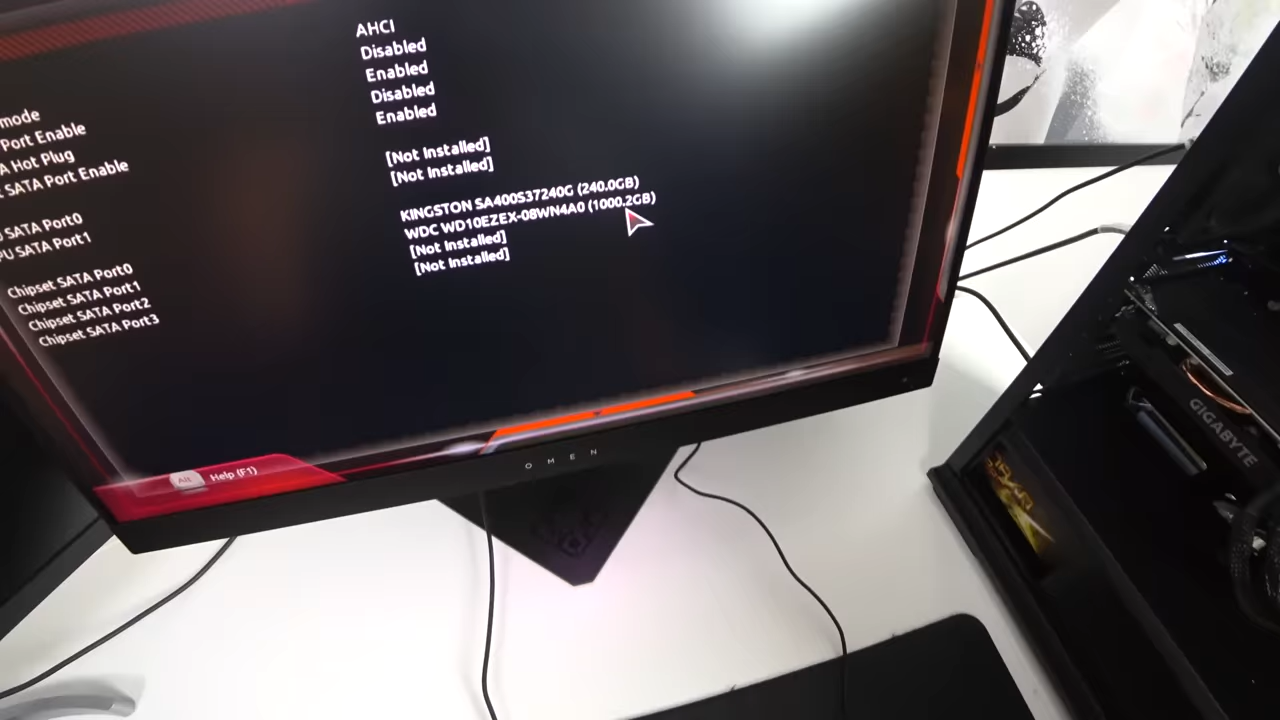 AHCI
Disabled
mode Enabled
Port Enable Disabled
A Hot Plug Enabled
SATA Port Enable
[Not Installed]
[Not Installed]
SATA Port0
PU SATA Port1
Chipset SATA Port0 KINGSTON SA400S37240G (240.0GB)
Chipset SATA Port1 WDC WD10EZEX-08WN4A0 (1000.2GB)
Chipset SATA Port2 [Not Installed]
Chipset SATA Port3 [Not Installed]
Alt Help (F1)
OMEN
GIGABYTE